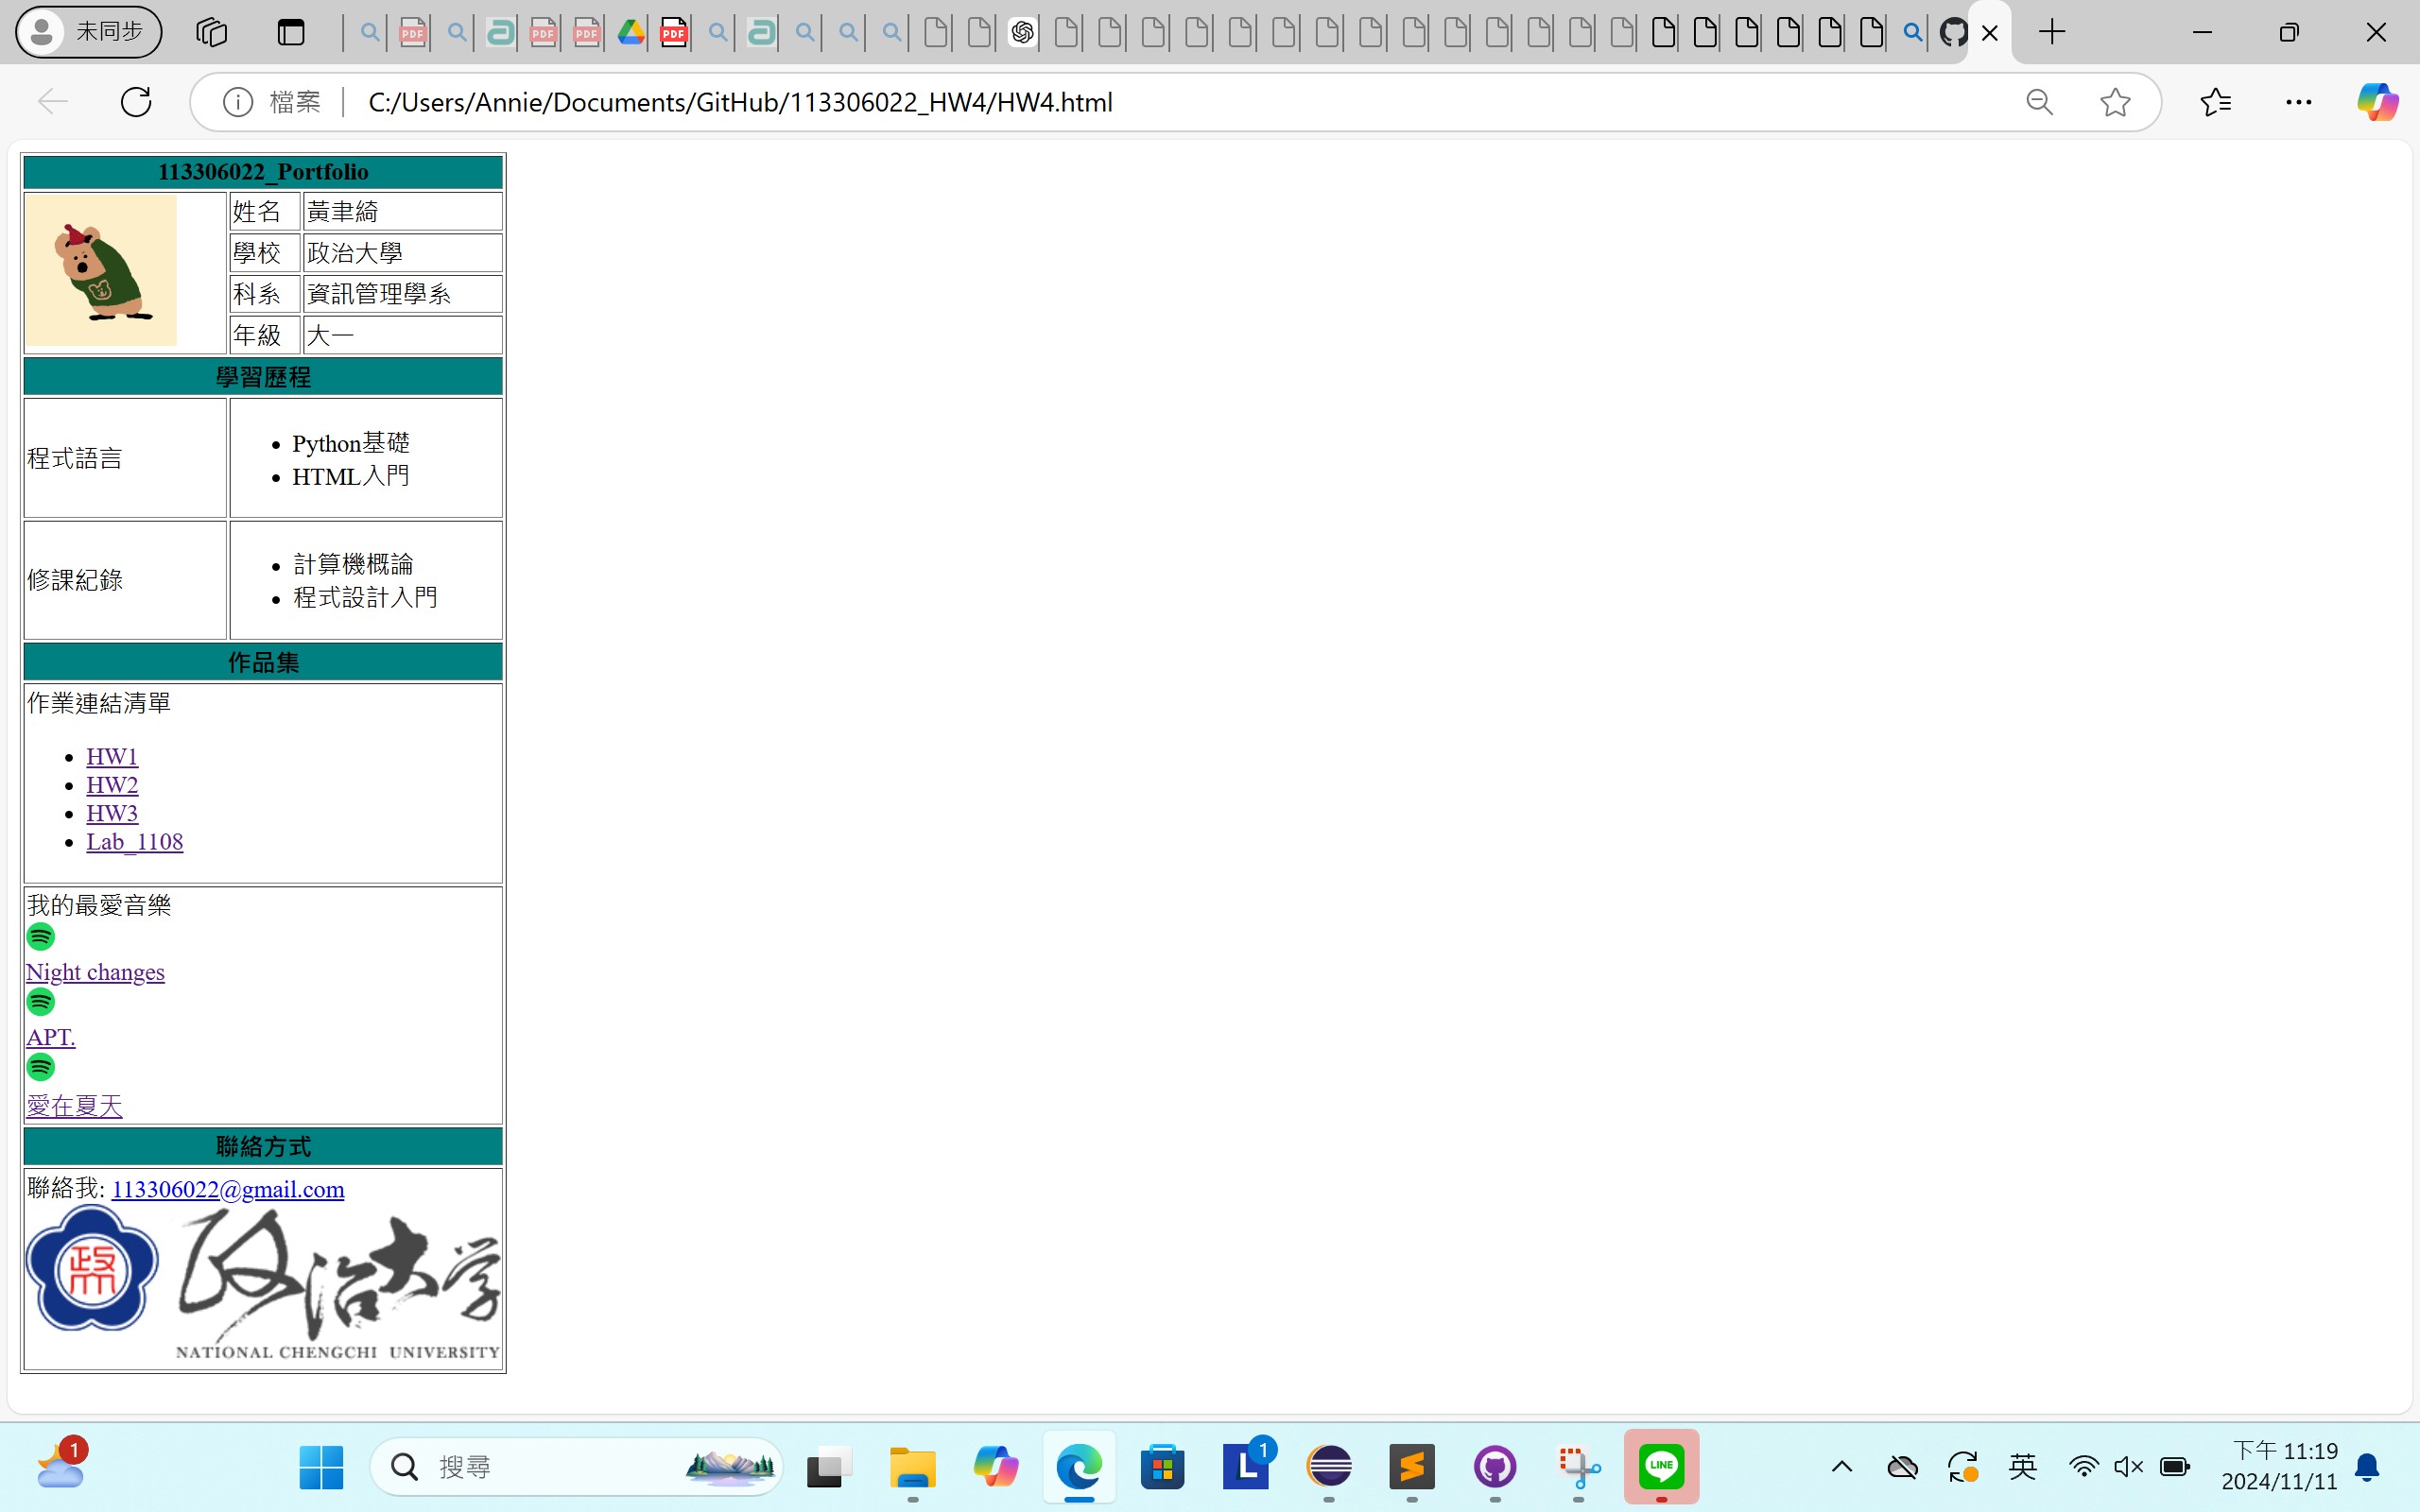 未同步
檔案 C:/Users/Annie/Documents/GitHub/113306022_HW4/HW4.html
113306022_Portfolio
姓名 黃聿綺
學校 政治大學
科系 資訊管理學系
年級 大一
學習歷程
程式語言
Python基礎
HTML入門
修課紀錄
計算機概論
程式設計入門
作品集
作業連結清單
HW1
HW2
HW3
Lab_1108
我的最愛音樂
Night changes
APT.
愛在夏天
聯絡方式
聯絡我: 113306022@gmail.com
政治大学
NATIONAL CHENGCHI UNIVERSITY
1
搜尋
L 1
LINE
英
下午 11:19
2024/11/11